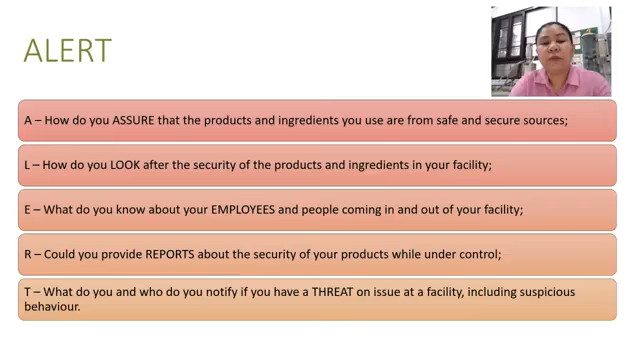 ALERT
A – How do you ASSURE that the products and ingredients you use are from safe and secure sources;
L – How do you LOOK after the security of the products and ingredients in your facility;
E – What do you know about your EMPLOYEES and people coming in and out of your facility;
R – Could you provide REPORTS about the security of your products while under control;
T – What do you and who do you notify if you have a THREAT on issue at a facility, including suspicious
behaviour.